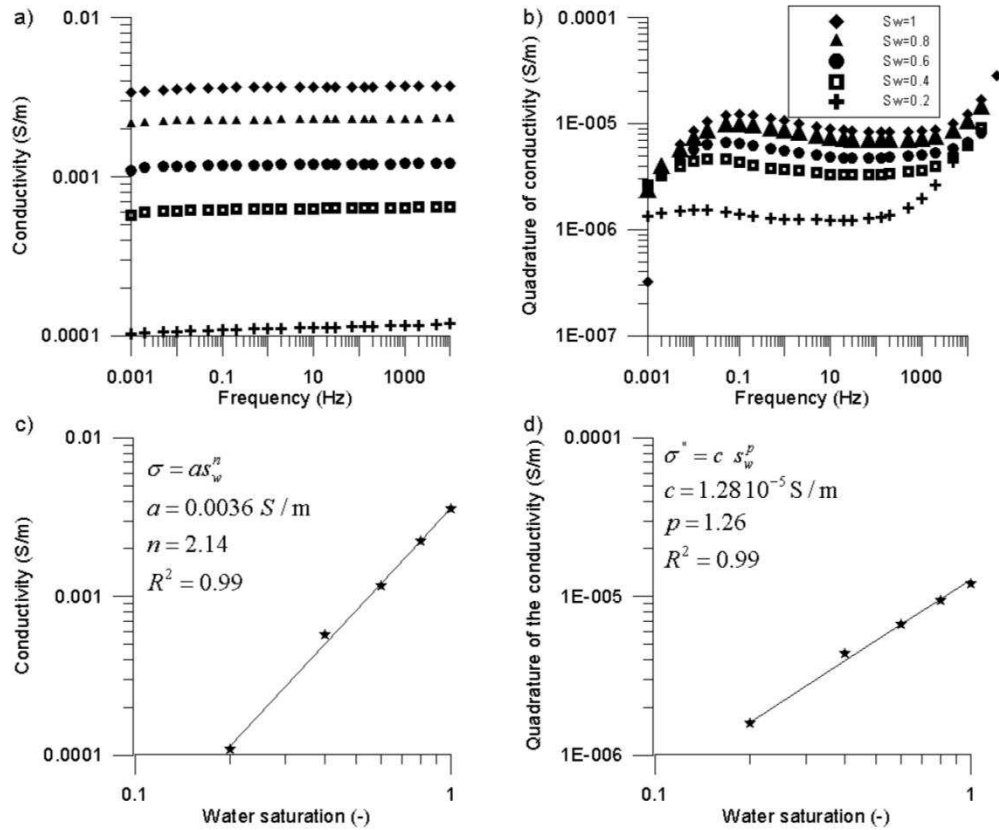 a)
0.01
0.001
0.0001
Conductivity (S/m)
0.001
0.1
10
1000
Frequency (Hz)
b)
0.0001
1E-005
1E-006
1E-007
Quadrature of conductivity (S/m)
Sw=1
Sw=0.8
Sw=0.6
Sw=0.4
Sw=0.2
0.001
0.1
10
1000
Frequency (Hz)
c)
0.01
0.001
0.0001
Conductivity (S/m)
σ = as_w^n
a = 0.0036 S / m
n = 2.14
R² = 0.99
0.1
1
Water saturation (-)
d)
0.0001
1E-005
1E-006
Quadrature of the conductivity (S/m)
σ" = c s_w^p
c = 1.28 10⁻⁵ S / m
p = 1.26
R² = 0.99
0.1
1
Water saturation (-)